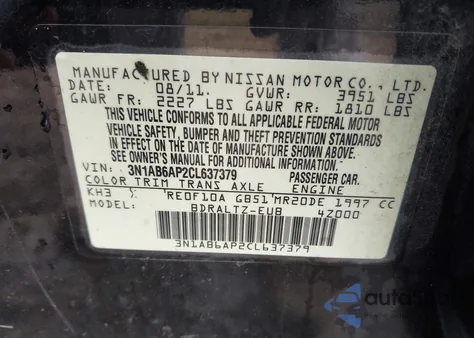 MANUFACTURED BY NISSAN MOTOR CO., LTD.
DATE: 08/11. GVWR: 3951 LBS
GAWR FR: 2227 LBS GAWR RR: 1810 LBS
THIS VEHICLE CONFORMS TO ALL APPLICABLE FEDERAL MOTOR
VEHICLE SAFETY, BUMPER AND THEFT PREVENTION STANDARDS
IN EFFECT ON THE DATE OF MANUFACTURE SHOWN ABOVE.
SEE OWNER'S MANUAL FOR ADDITIONAL INFORMATION.
VIN: 3N1AB6AP2CL637379 PASSENGER CAR
COLOR TRIM TRANS AXLE ENGINE
KH3 RE0F10A GB51 MR20DE 1997 CC
MODEL: BDRALTZ-EUB 4Z000
3N1AB6AP2CL637379